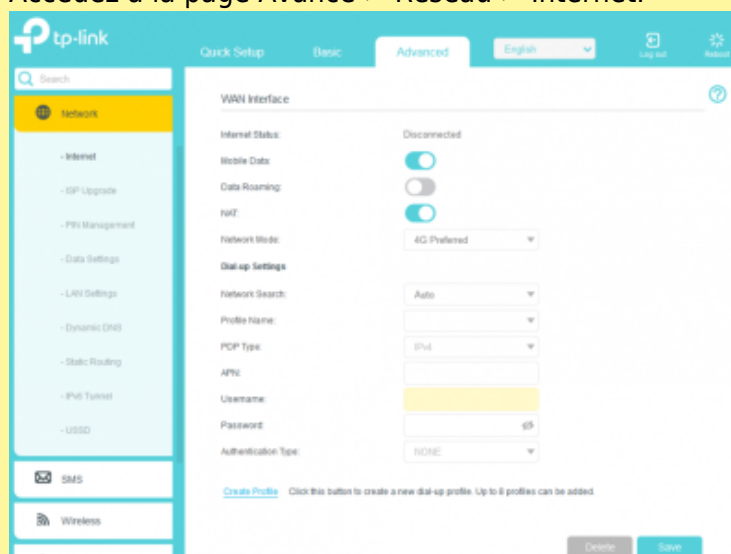 Accédez à la page Avancé > Réseau > Internet.
tp-link
Quick Setup Basic Advanced English Log out Reboot
Search
Network
- Internet
- ISP Upgrade
- PIN Management
- Data Settings
- LAN Settings
- Dynamic DNS
- Static Routing
- IPv6 Tunnel
- USSD
SMS
Wireless
WAN Interface
Internet Status: Disconnected
Mobile Data:
Data Roaming:
NAT:
Network Mode: 4G Preferred
Dial-up Settings
Network Search: Auto
Profile Name:
PDP Type: IPv4
APN:
Username:
Password:
Authentication Type: NONE
Create Profile Click this button to create a new dial-up profile. Up to 8 profiles can be added.
Delete Save